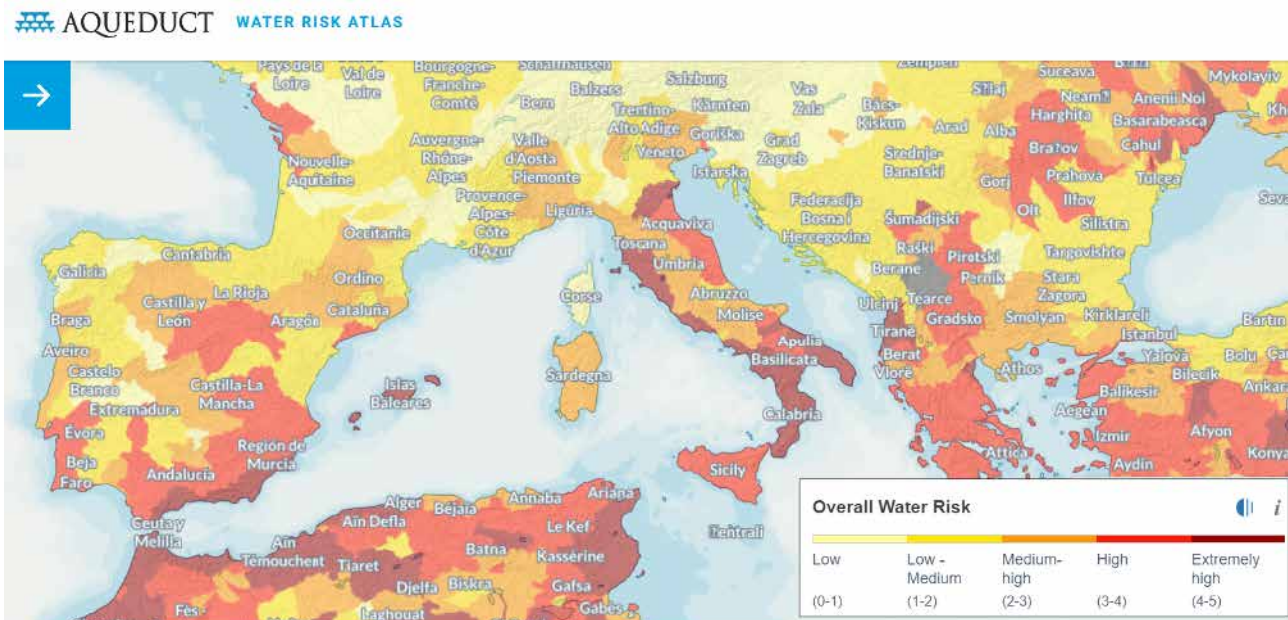 AQUEDUCT WATER RISK ATLAS
Pays de la Loire
Val de Loire
Bourgogne-Franche-Comté
Schaffhausen
Salzburg
Suceava
Mykolayiv
Bern
Balzers
Kärnten
Vas
Zala
Bács-Kiskun
Harghita
Anenii Noi
Basarabeasca
Trentino-Alto Adige
Goriška
Grad Zagreb
Arad
Alba
Cahul
Auvergne-Rhône-Alpes
Valle d'Aosta
Piemonte
Veneto
Istarska
Srednje-Banatski
Prahova
Tulcea
Nouvelle-Aquitaine
Provence-Alpes-Côte d'Azur
Liguria
Federacija Bosna i Hercegovina
Gorj
Olt
Ilfov
Silistra
Occitanie
Acquaviva
Toscana
Umbria
Šumadijski
Raški
Pirotski
Targovishte
Galicia
Cantabria
Ordino
Corse
Abruzzo
Berane
Pernik
Stara Zagora
Castilla y León
La Rioja
Aragón
Cataluña
Molise
Ulcinj
Tearce
Gradsko
Smolyan
Kirklareli
Istanbul
Bartın
Braga
Aveiro
Castelo Branco
Apulia
Basilicata
Tiranë
Berat
Vlorë
Athos
Yalova
Bilecik
Bolu
Castilla-La Mancha
Extremadura
Islas Baleares
Sardegna
Calabria
Balikesir
Ankara
Évora
Beja
Faro
Región de Murcia
Andalucía
Sicily
Attica
Aegean
Izmir
Afyon
Konya
Aydin
Ceuta y Melilla
Alger
Aïn Defla
Béjaïa
Annaba
Ariana
Le Kef
Aïn Témouchent
Tiaret
Batna
Kasserine
Djelfa
Biskra
Gafsa
Fès-
Laghouat
Gabès
Overall Water Risk
i
Low
Low - Medium
Medium-high
High
Extremely high
(0-1)
(1-2)
(2-3)
(3-4)
(4-5)